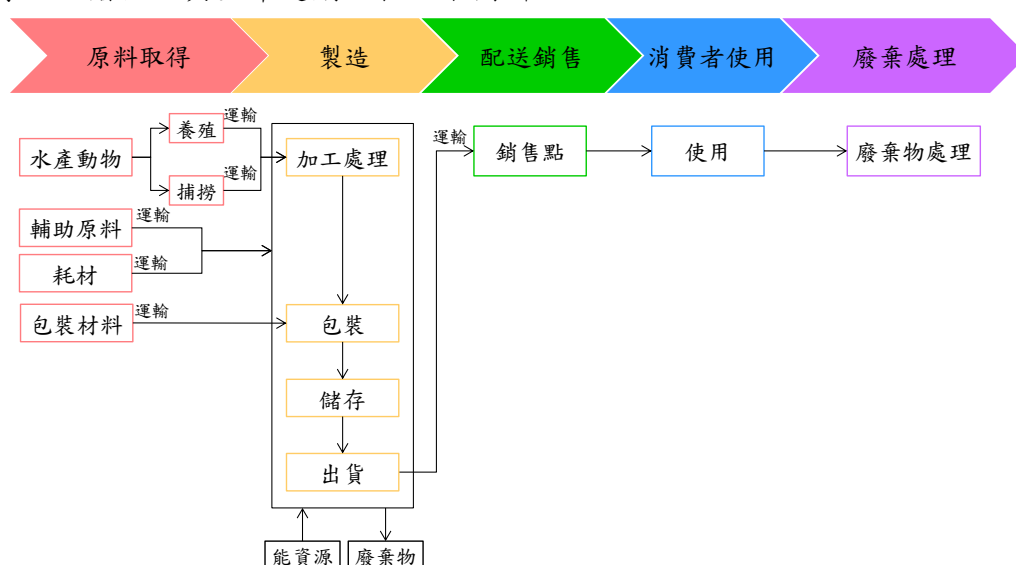 原料取得
製造
配送銷售
消費者使用
廢棄處理
水產動物
養殖
運輸
捕撈
運輸
輔助原料
運輸
耗材
運輸
包裝材料
運輸
加工處理
包裝
儲存
出貨
能資源
廢棄物
運輸
銷售點
使用
廢棄物處理